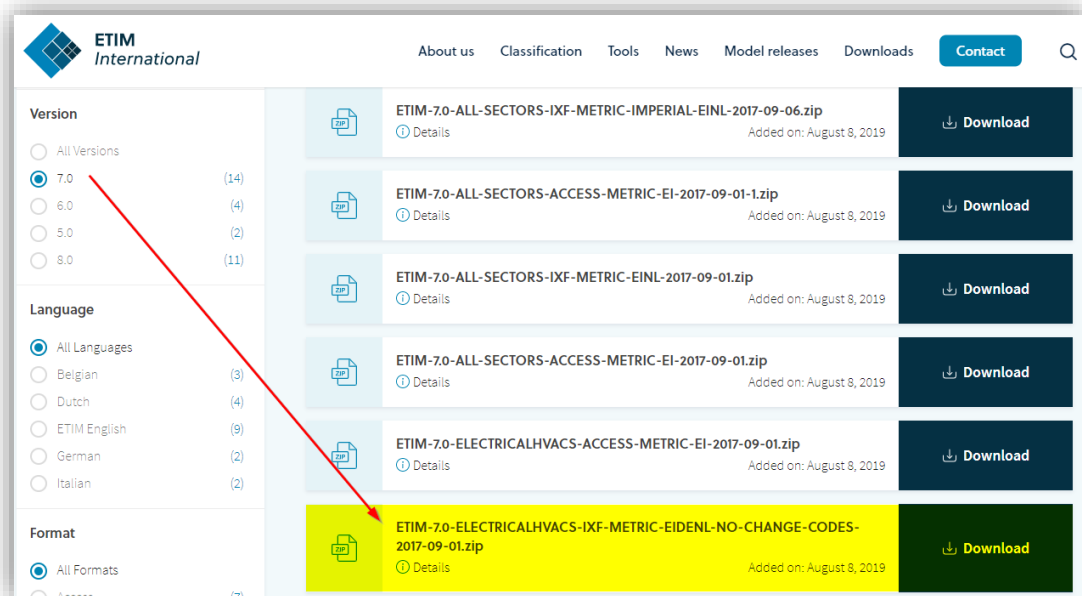 ETIM
International
About us Classification Tools News Model releases Downloads Contact
Version
All Versions
7.0 (14)
6.0 (4)
5.0 (2)
8.0 (11)
Language
All Languages
Belgian (3)
Dutch (4)
ETIM English (9)
German (2)
Italian (2)
Format
All Formats
ZIP
ETIM-7.0-ALL-SECTORS-IXF-METRIC-IMPERIAL-EINL-2017-09-06.zip
Details Added on: August 8, 2019
Download
ZIP
ETIM-7.0-ALL-SECTORS-ACCESS-METRIC-EI-2017-09-01-1.zip
Details Added on: August 8, 2019
Download
ZIP
ETIM-7.0-ALL-SECTORS-IXF-METRIC-EINL-2017-09-01.zip
Details Added on: August 8, 2019
Download
ZIP
ETIM-7.0-ALL-SECTORS-ACCESS-METRIC-EI-2017-09-01.zip
Details Added on: August 8, 2019
Download
ZIP
ETIM-7.0-ELECTRICALHVACS-ACCESS-METRIC-EI-2017-09-01.zip
Details Added on: August 8, 2019
Download
ZIP
ETIM-7.0-ELECTRICALHVACS-IXF-METRIC-EIDENL-NO-CHANGE-CODES-
2017-09-01.zip
Details Added on: August 8, 2019
Download